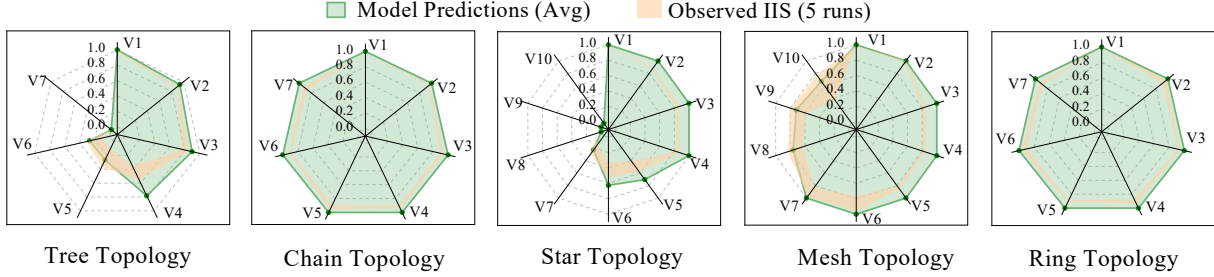 Model Predictions (Avg) Observed IIS (5 runs)
V1
V2
V3
V4
V5
V6
V7
1.0
0.8
0.6
0.4
0.2
0.0
Tree Topology
V1
V2
V3
V4
V5
V6
V7
1.0
0.8
0.6
0.4
0.2
0.0
Chain Topology
V1
V2
V3
V4
V5
V6
V7
V8
V9
V10
1.0
0.8
0.6
0.4
0.2
0.0
Star Topology
V1
V2
V3
V4
V5
V6
V7
V8
V9
V10
1.0
0.8
0.6
0.4
0.2
0.0
Mesh Topology
V1
V2
V3
V4
V5
V6
V7
1.0
0.8
0.6
0.4
0.2
0.0
Ring Topology